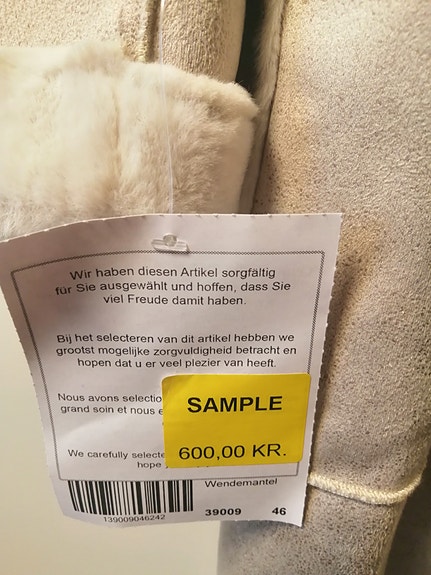 Wir haben diesen Artikel sorgfältig
für Sie ausgewählt und hoffen, dass Sie
viel Freude damit haben.
Bij het selecteren van dit artikel hebben we
grootst mogelijke zorgvuldigheid betracht en
hopen dat u er veel plezier van heeft.
Nous avons selectio
grand soin et nous e
We carefully selecte
hope
SAMPLE
600,00 KR.
Wendemantel
139009046242
39009 46